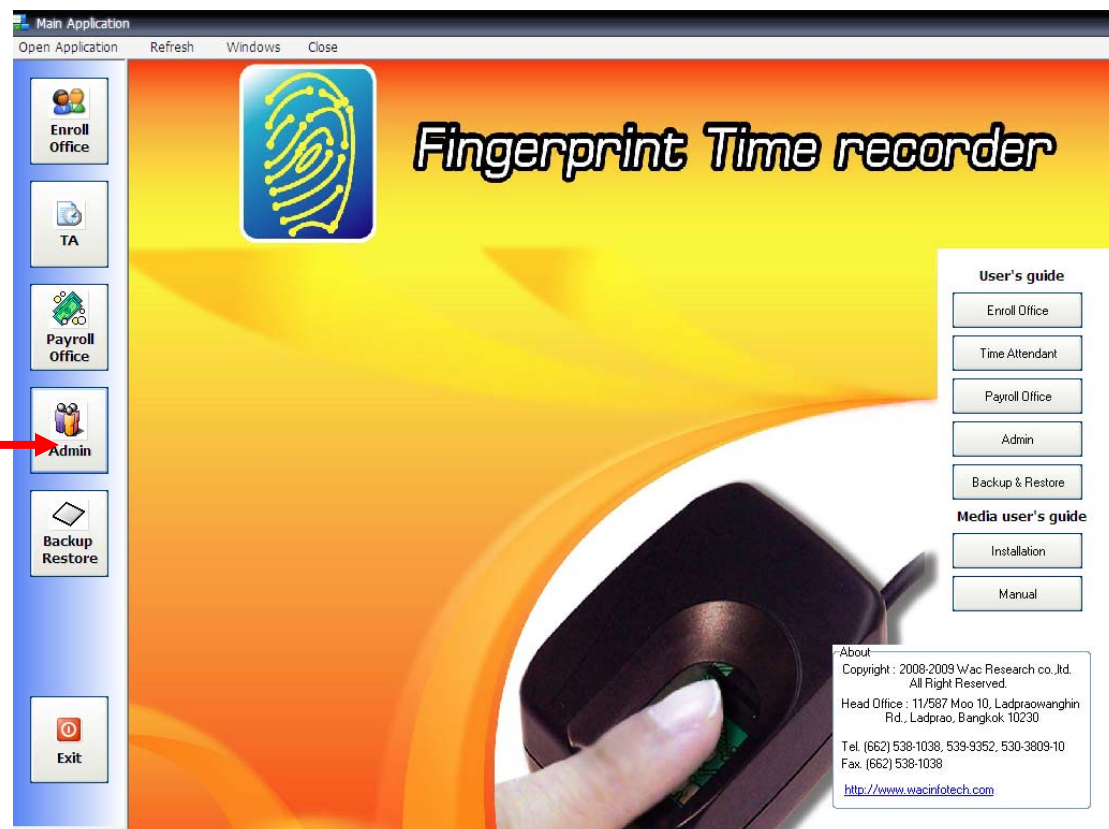 Main Application
Open Application Refresh Windows Close
Enroll
Office
TA
Payroll
Office
Admin
Backup
Restore
Exit
Fingerprint Time recorder
User's guide
Enroll Office
Time Attendant
Payroll Office
Admin
Backup & Restore
Media user's guide
Installation
Manual
About
Copyright : 2008-2009 Wac Research co.,ltd.
All Right Reserved.
Head Office : 11/587 Moo 10, Ladpraowanghin
Rd., Ladprao, Bangkok 10230
Tel. (662) 538-1038, 539-9352, 530-3809-10
Fax. (662) 538-1038
http://www.wacinfotech.com